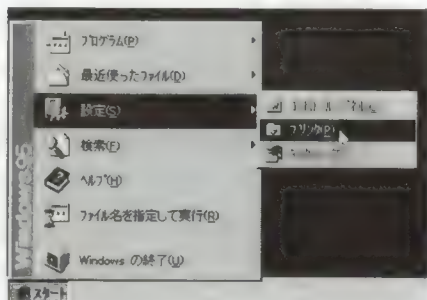 プログラム(P)
最近使ったファイル(D)
設定(S)
プリンタ(P)
検索(F)
ヘルプ(H)
ファイル名を指定して実行(R)
Windows の終了(U)
Windows 95
スタート